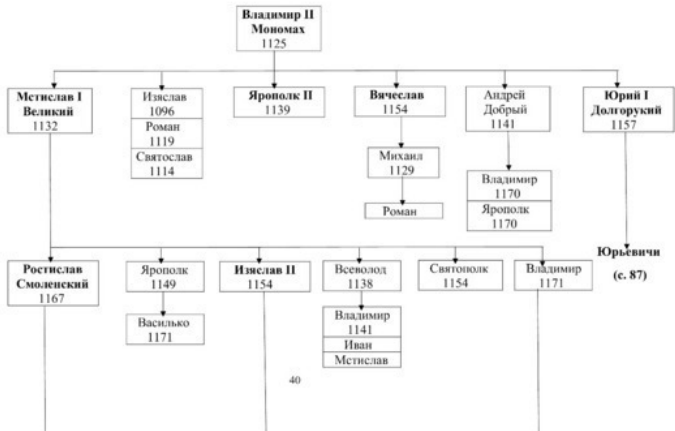 Владимир II
Мономах
1125
Мстислав I
Великий
1132
Изяслав
1096
Роман
1119
Святослав
1114
Ярополк II
1139
Вячеслав
1154
Михаил
1129
Роман
Андрей
Добрый
1141
Владимир
1170
Ярополк
1170
Юрий I
Долгорукий
1157
Юрьевичи
(с. 87)
Ростислав
Смоленский
1167
Ярополк
1149
Василько
1171
Изяслав II
1154
Всеволод
1138
Владимир
1141
Иван
Мстислав
Святополк
1154
Владимир
1171
40